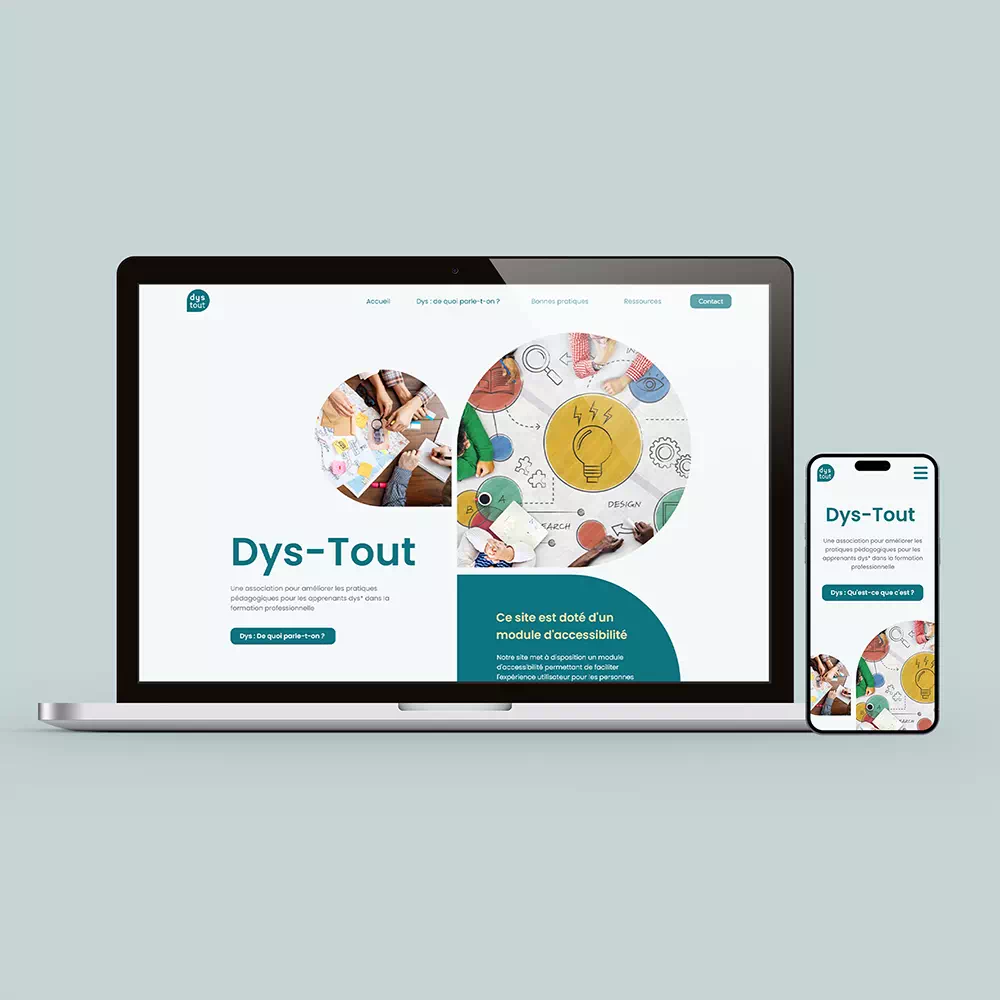 dys
tout
Accueil
Dys : de quoi parle-t-on ?
Bonnes pratiques
Ressources
Contact
B
A
DESIGN
Dys-Tout
Une association pour améliorer les pratiques
pédagogiques pour les apprenants dys* dans la
formation professionnelle
Dys : De quoi parle-t-on ?
Ce site est doté d'un
module d'accessibilité
Notre site met à disposition un module
d'accessibilité permettant de faciliter
l'expérience utilisateur pour les personnes
dys
tout
Dys-Tout
Une association pour améliorer les
pratiques pédagogiques pour les
apprenants dys* dans la formation
professionnelle
Dys : Qu'est-ce que c'est ?